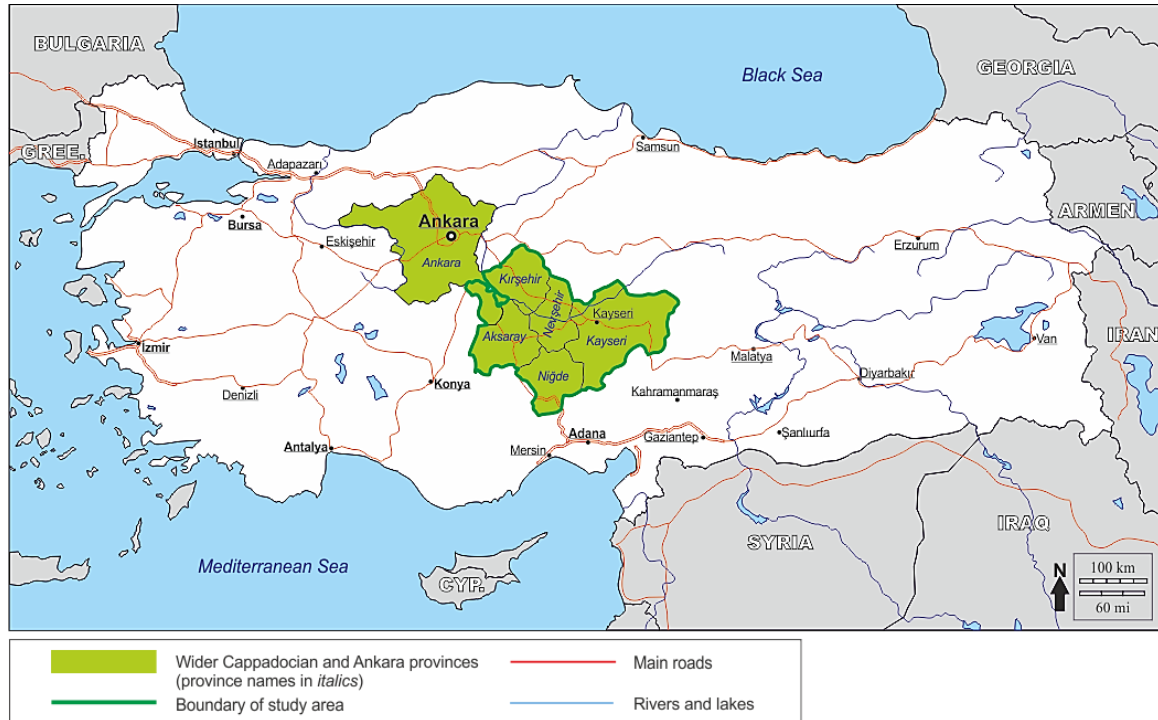 BULGARIA
Black Sea
GEORGIA
GREE.
Istanbul
Adapazarı
Samsun
ARMEN
Bursa
Eskişehir
Ankara
Ankara
Erzurum
Kırşehir
Nevşehir
Kayseri
Kayseri
Aksaray
Niğde
IRAN
Van
Izmir
Malatya
Diyarbakır
Denizli
Konya
Kahramanmaraş
Antalya
Mersin
Adana
Gaziantep
Şanlıurfa
SYRIA
IRAQ
Mediterranean Sea
CYP.
N
100 km
60 mi
Wider Cappadocian and Ankara provinces
(province names in italics)
Main roads
Boundary of study area
Rivers and lakes